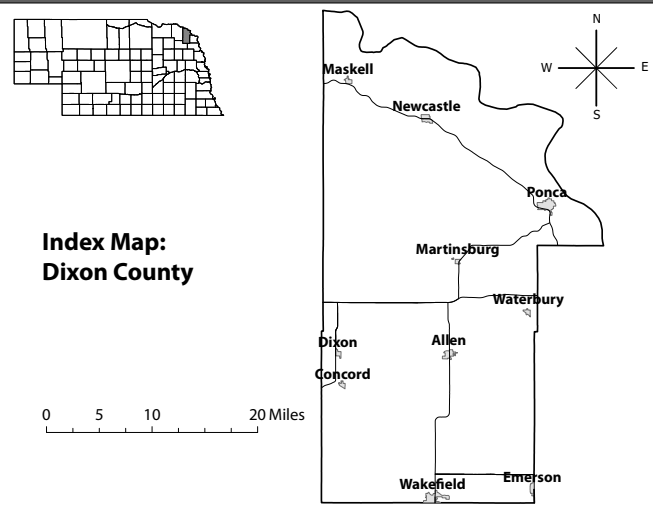 Index Map:
Dixon County
0 5 10 20 Miles
N
W E
S
Maskell
Newcastle
Ponca
Martinsburg
Waterbury
Dixon
Allen
Concord
Emerson
Wakefield